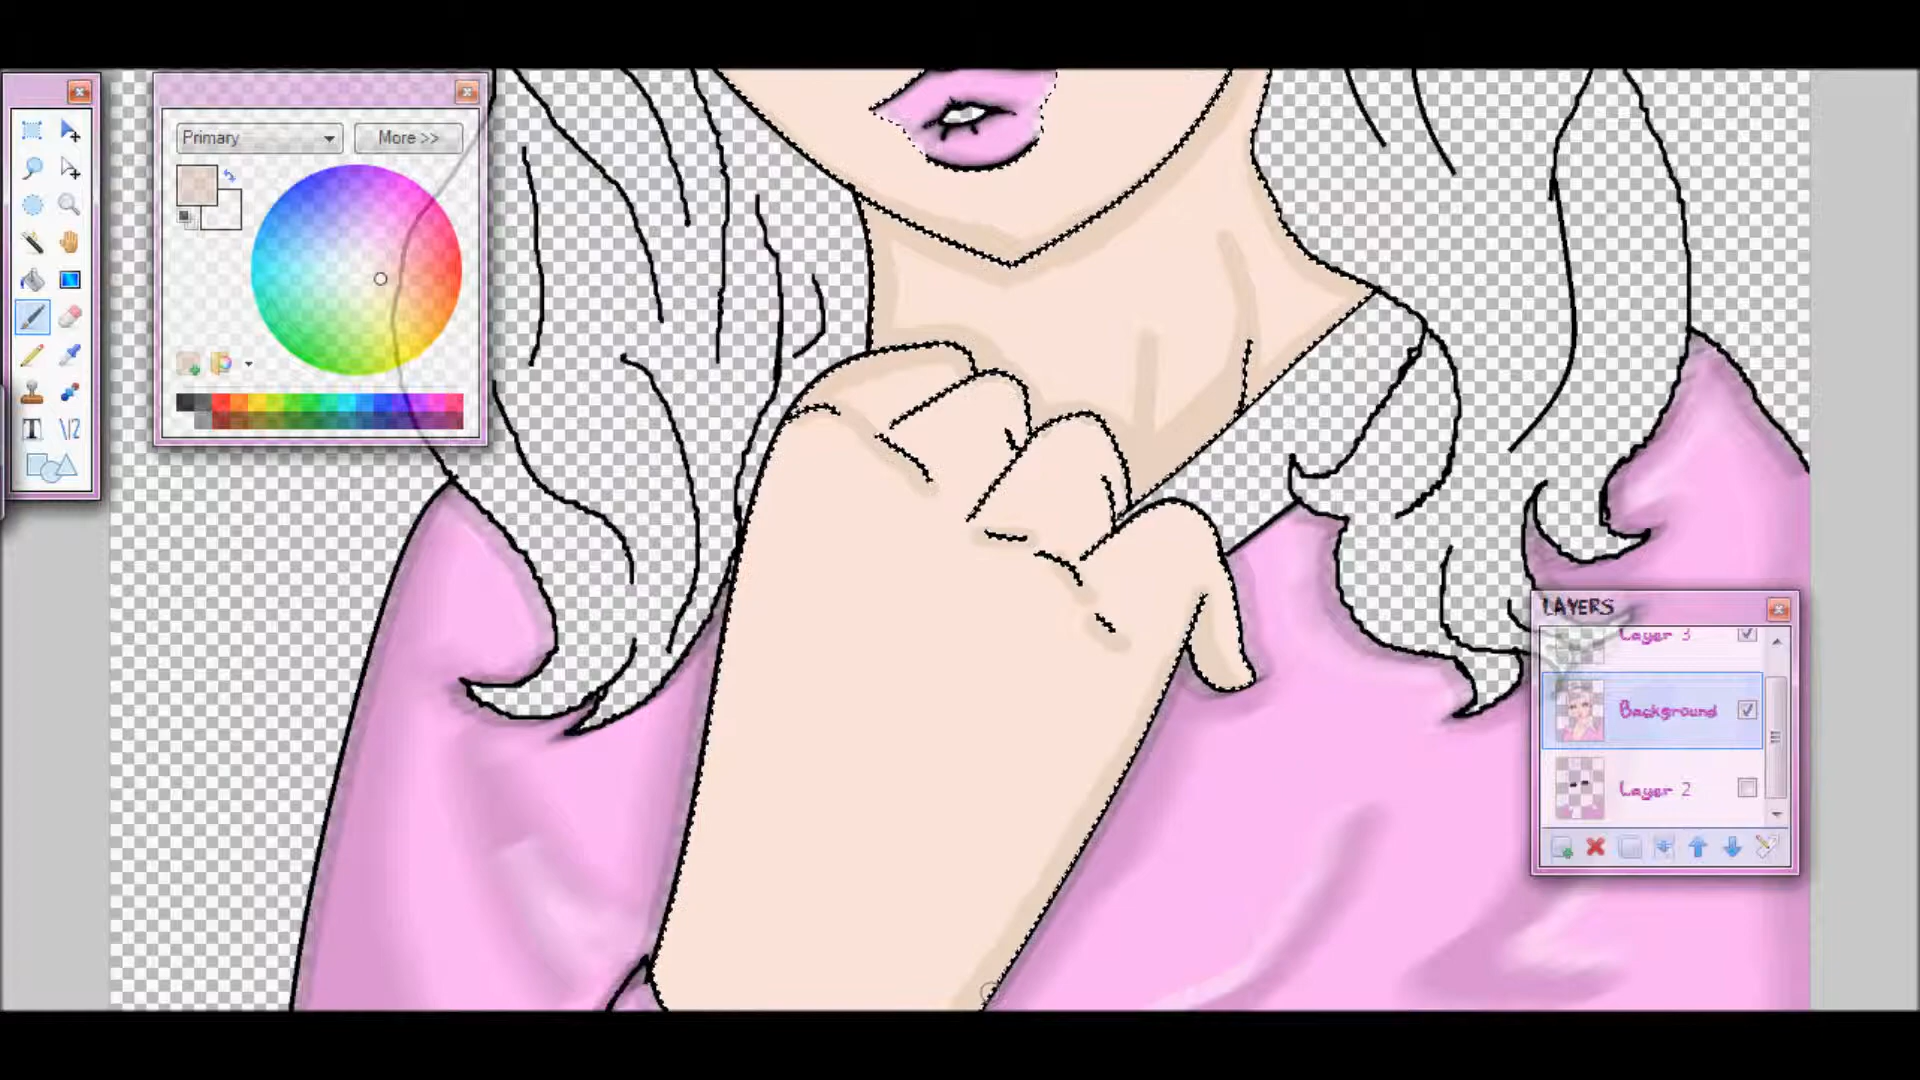 Primary
More >>
T
LAYERS
Layer 3
Background
Layer 2